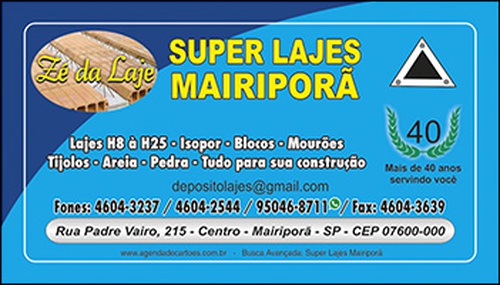 Zé da Laje
SUPER LAJES
MAIRIPORÃ
40
Mais de 40 anos
servindo você
Lajes H8 à H25 - Isopor - Blocos - Mourões
Tijolos - Areia - Pedra - Tudo para sua construção
depositolajes@gmail.com
Fones: 4604-3237 / 4604-2544 / 95046-8711 / Fax: 4604-3639
Rua Padre Vairo, 215 - Centro - Mairiporã - SP - CEP 07600-000
www.agendadecartoes.com.br - Busca Avançada: Super Lajes Mairiporã